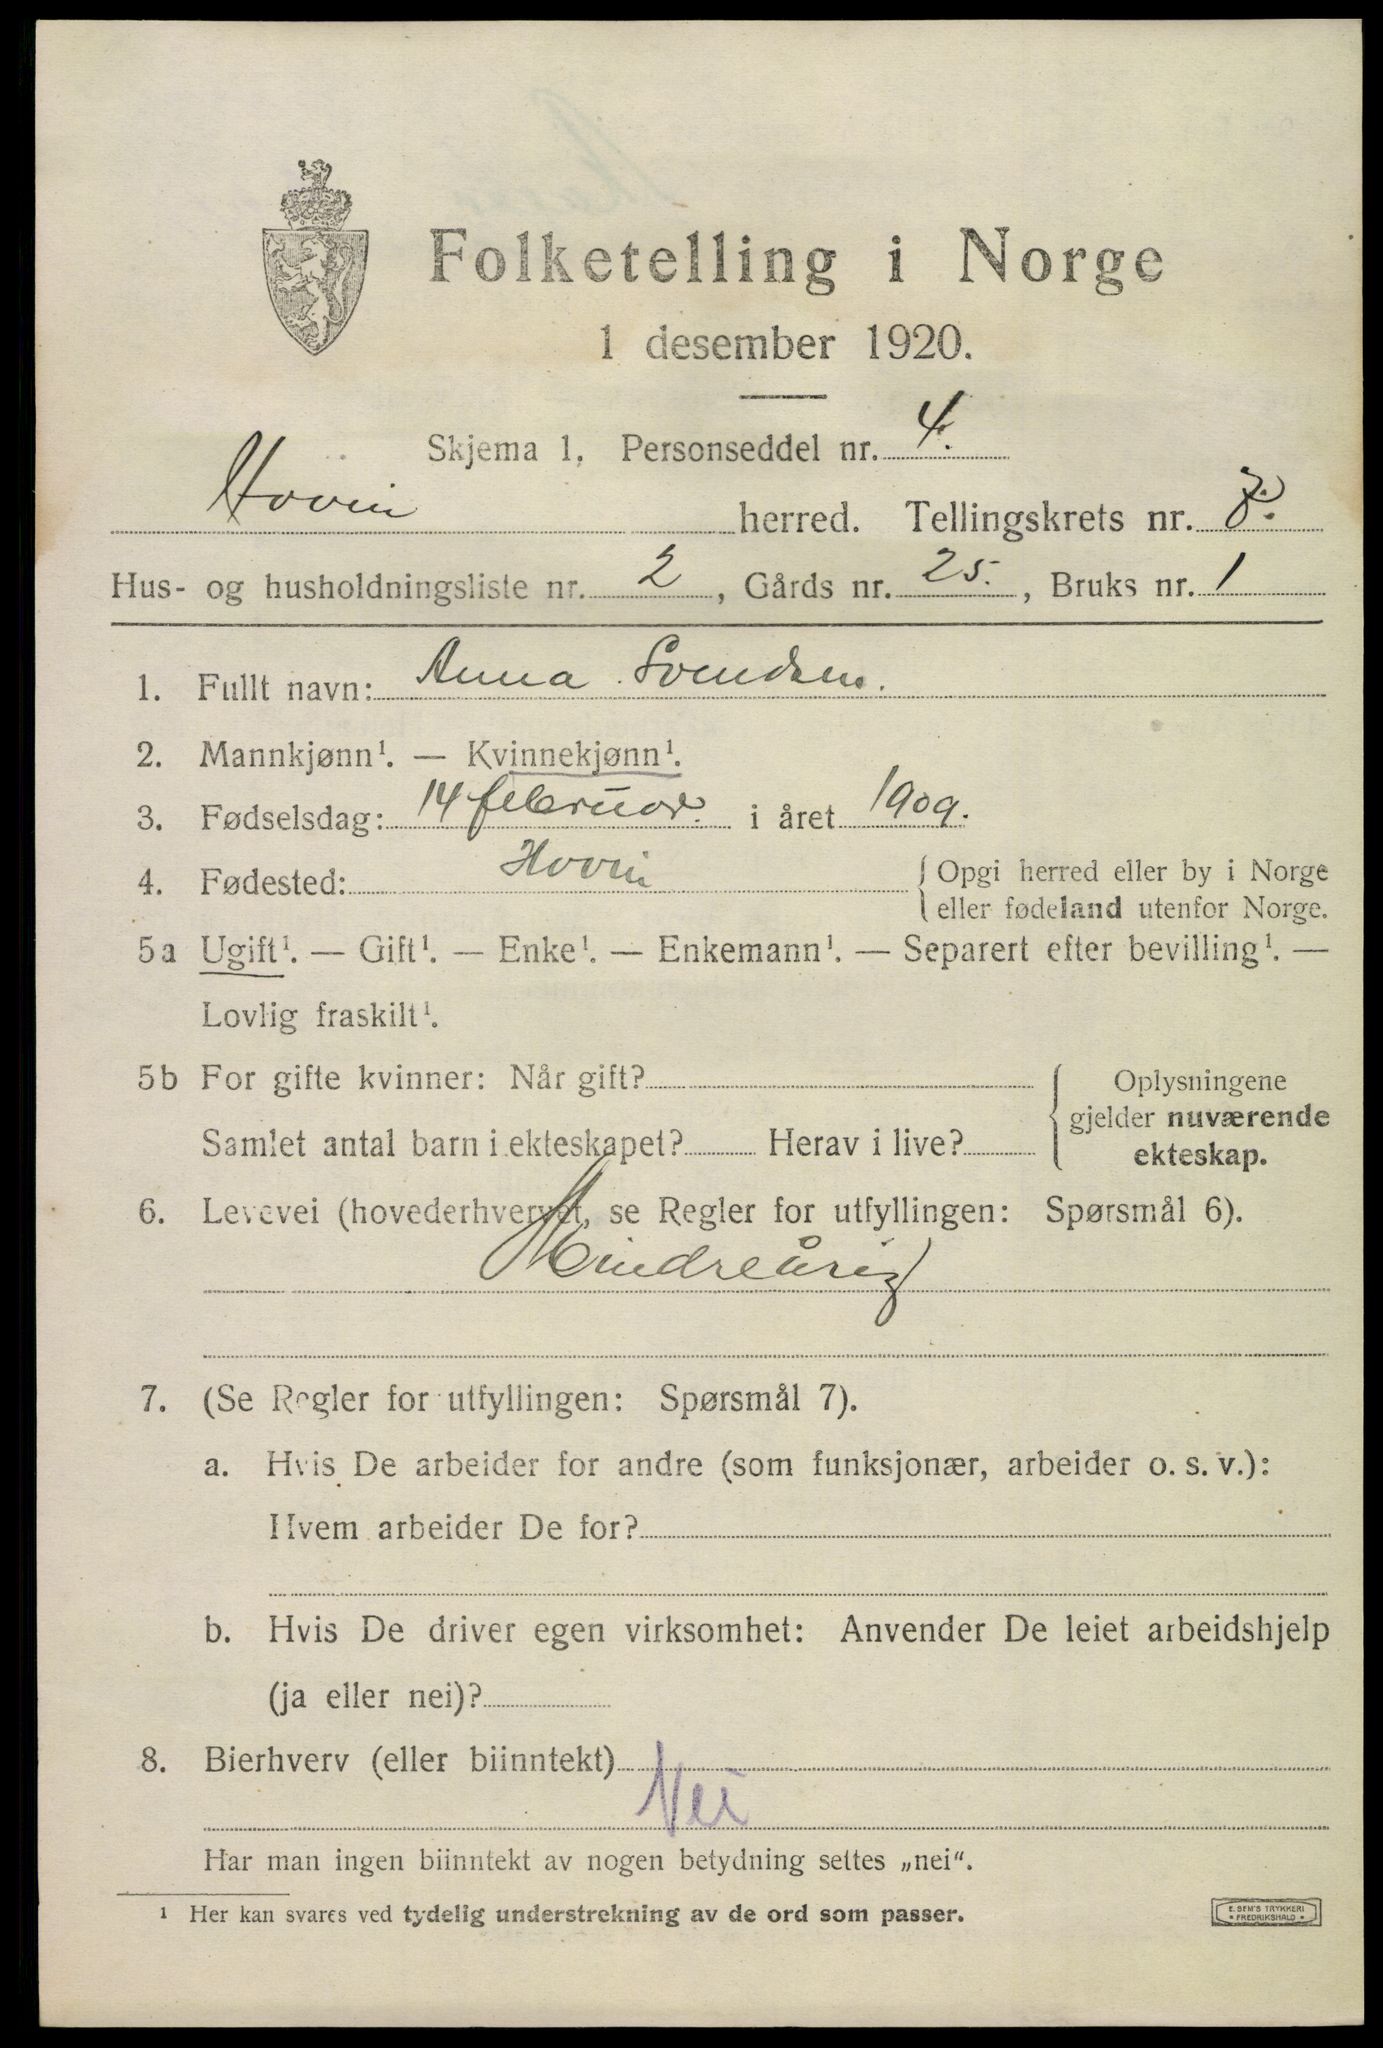 Folketelling i Norge
1 desember 1920.
Skjema 1. Personseddel nr. 4.
Hovin herred. Tellingskrets nr.
Hus- og husholdningsliste nr. 2, Gårds nr. 25., Bruks nr. 1
1. Fullt navn: Anna Svendsen.
2. Mannkjønn¹. — Kvinnekjønn¹.
3. Fødselsdag: 14 februar. i året 1909.
4. Fødested: Hovin { Opgi herred eller by i Norge
eller fødeland utenfor Norge.
5a Ugift¹. — Gift¹. — Enke¹. — Enkemann¹. — Separert efter bevilling¹. —
Lovlig fraskilt¹.
5b For gifte kvinner: Når gift? { Oplysningene
gjelder nuværende
Samlet antal barn i ekteskapet? Herav i live?
ekteskap.
6. Levevei (hovederhvervet, se Regler for utfyllingen: Spørsmål 6).
Mindreårig
7. (Se Regler for utfyllingen: Spørsmål 7).
a. Hvis De arbeider for andre (som funksjonær, arbeider o. s. v.):
Hvem arbeider De for?
b. Hvis De driver egen virksomhet: Anvender De leiet arbeidshjelp
(ja eller nei)?
8. Bierhverv (eller biinntekt)
Nei
Har man ingen biinntekt av nogen betydning settes „nei“.
¹ Her kan svares ved tydelig understrekning av de ord som passer.
E. SEM'S TRYKKERI
* FREDRIKSHALD *